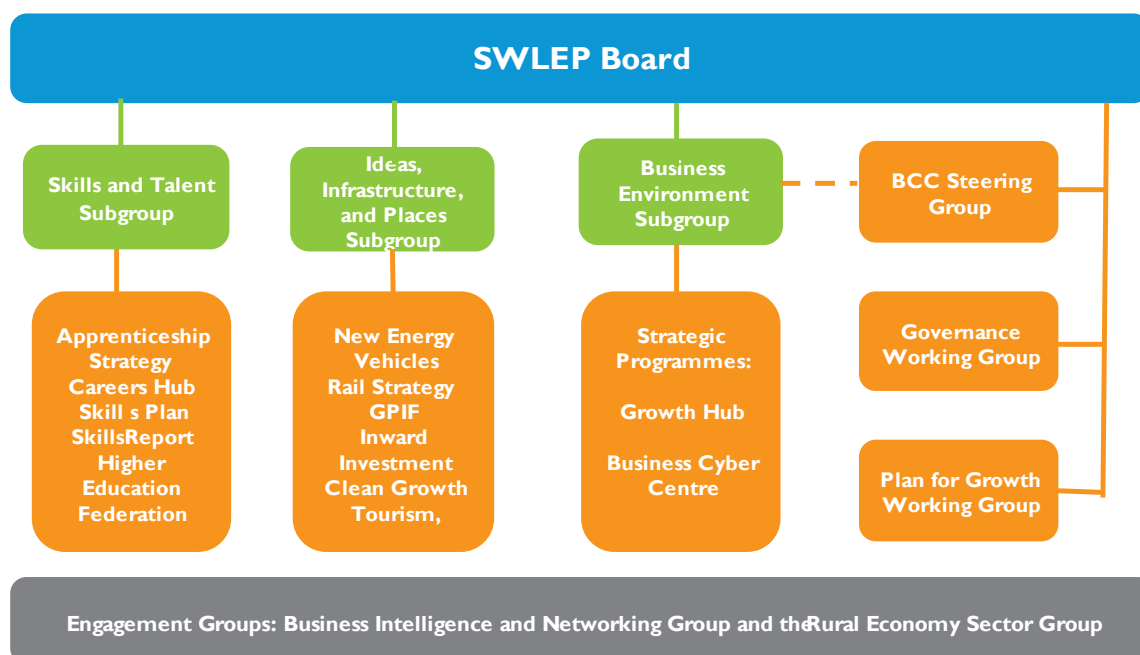 SWLEP Board
Skills and Talent
Subgroup
Ideas,
Infrastructure,
and Places
Subgroup
Business
Environment
Subgroup
BCC Steering
Group
Apprenticeship
Strategy
Careers Hub
Skill s Plan
SkillsReport
Higher
Education
Federation
New Energy
Vehicles
Rail Strategy
GPIF
Inward
Investment
Clean Growth
Tourism,
Strategic
Programmes:
Growth Hub
Business Cyber
Centre
Governance
Working Group
Plan for Growth
Working Group
Engagement Groups: Business Intelligence and Networking Group and theRural Economy Sector Group